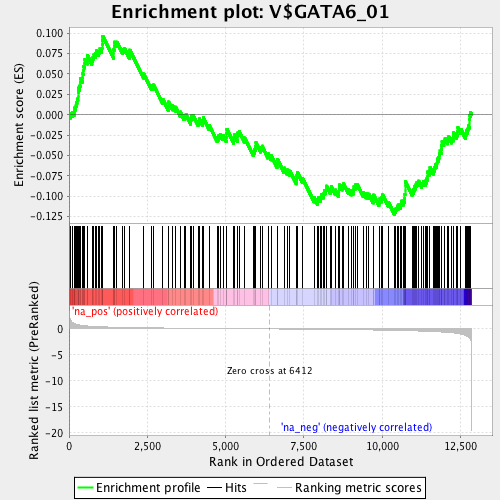 Enrichment plot: V$GATA6_01
Enrichment score (ES)
0.100
0.075
0.050
0.025
0.000
-0.025
-0.050
-0.075
-0.100
-0.125
'na_pos' (positively correlated)
Ranked list metric (PreRanked)
0
-5
-10
-15
-20
Zero cross at 6412
'na_neg' (negatively correlated)
0
2,500
5,000
7,500
10,000
12,500
Rank in Ordered Dataset
Enrichment profile
Hits
Ranking metric scores